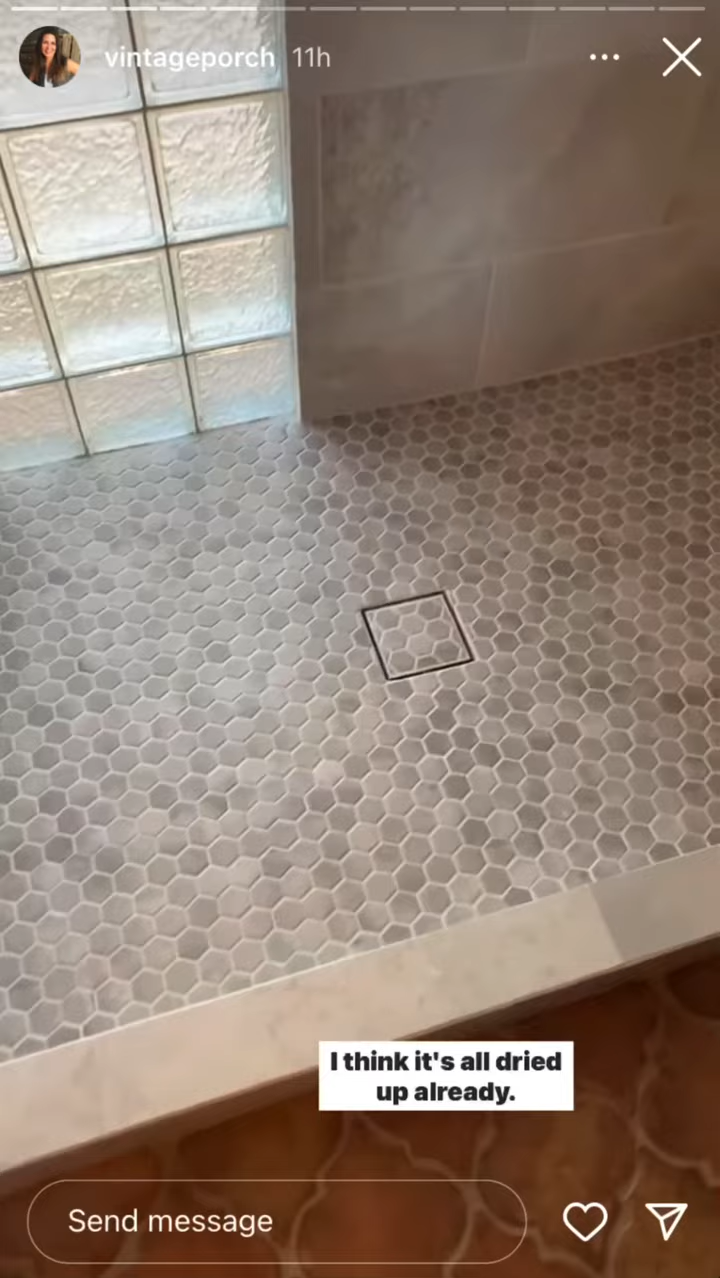 vintageporch 11h
I think it's all dried
up already.
Send message